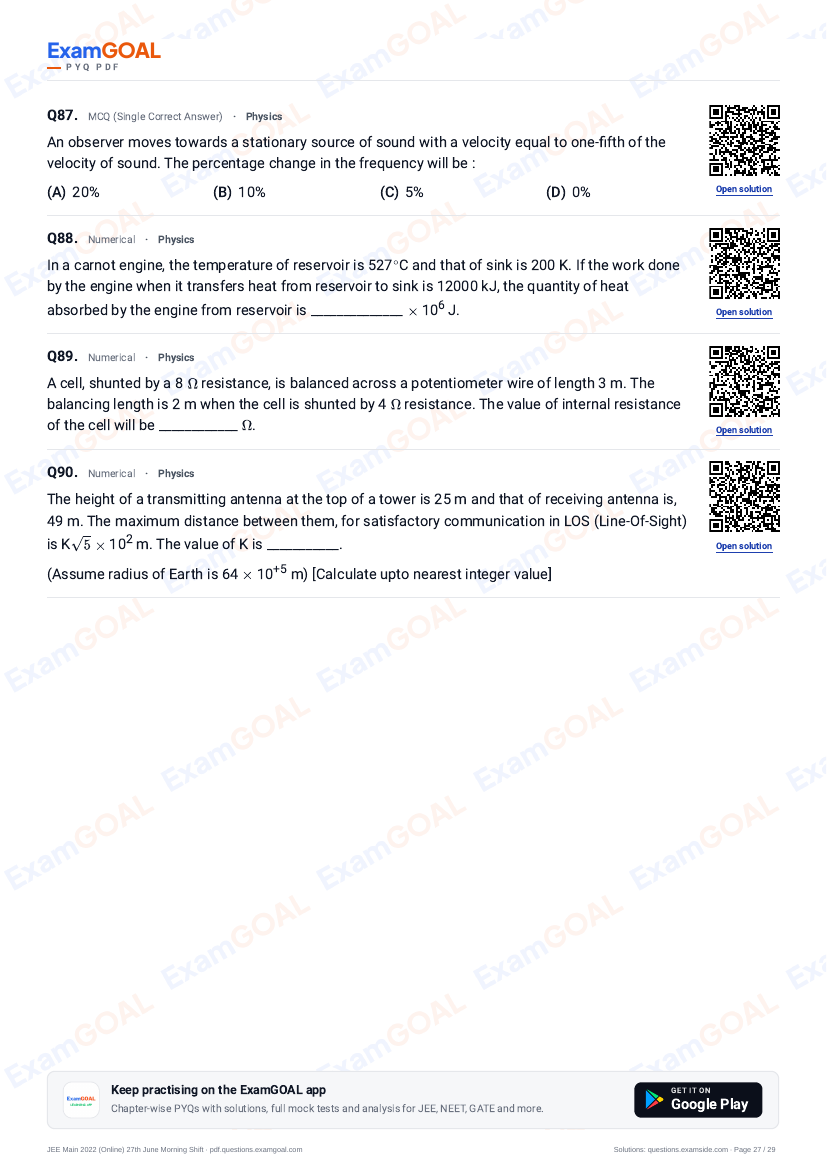 ExamGOAL
PYQ PDF
Q87. MCQ (Single Correct Answer) · Physics
An observer moves towards a stationary source of sound with a velocity equal to one-fifth of the
velocity of sound. The percentage change in the frequency will be :
(A) 20% (B) 10% (C) 5% (D) 0%
Open solution
Q88. Numerical · Physics
In a carnot engine, the temperature of reservoir is 527°C and that of sink is 200 K. If the work done
by the engine when it transfers heat from reservoir to sink is 12000 kJ, the quantity of heat
absorbed by the engine from reservoir is ______________ × 10⁶ J.
Open solution
Q89. Numerical · Physics
A cell, shunted by a 8 Ω resistance, is balanced across a potentiometer wire of length 3 m. The
balancing length is 2 m when the cell is shunted by 4 Ω resistance. The value of internal resistance
of the cell will be ____________ Ω.
Open solution
Q90. Numerical · Physics
The height of a transmitting antenna at the top of a tower is 25 m and that of receiving antenna is,
49 m. The maximum distance between them, for satisfactory communication in LOS (Line-Of-Sight)
is K√5 × 10² m. The value of K is ___________.
(Assume radius of Earth is 64 × 10⁺⁵ m) [Calculate upto nearest integer value]
Open solution
ExamGOAL
Keep practising on the ExamGOAL app
Chapter-wise PYQs with solutions, full mock tests and analysis for JEE, NEET, GATE and more.
GET IT ON
Google Play
JEE Main 2022 (Online) 27th June Morning Shift · pdf.questions.examgoal.com
Solutions: questions.examside.com · Page 27 / 29